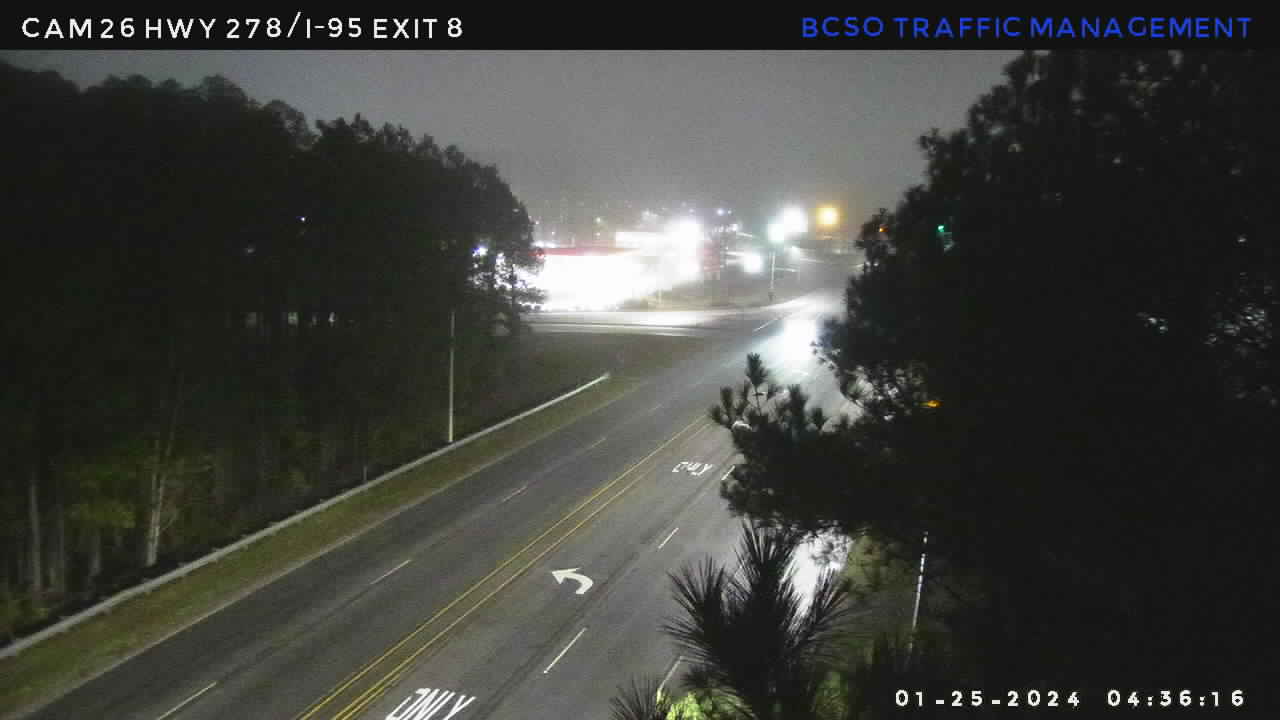 CAM26 HWY 278/I-95 EXIT 8
BCSO TRAFFIC MANAGEMENT
ONLY
ONLY
01-25-2024 04:36:16